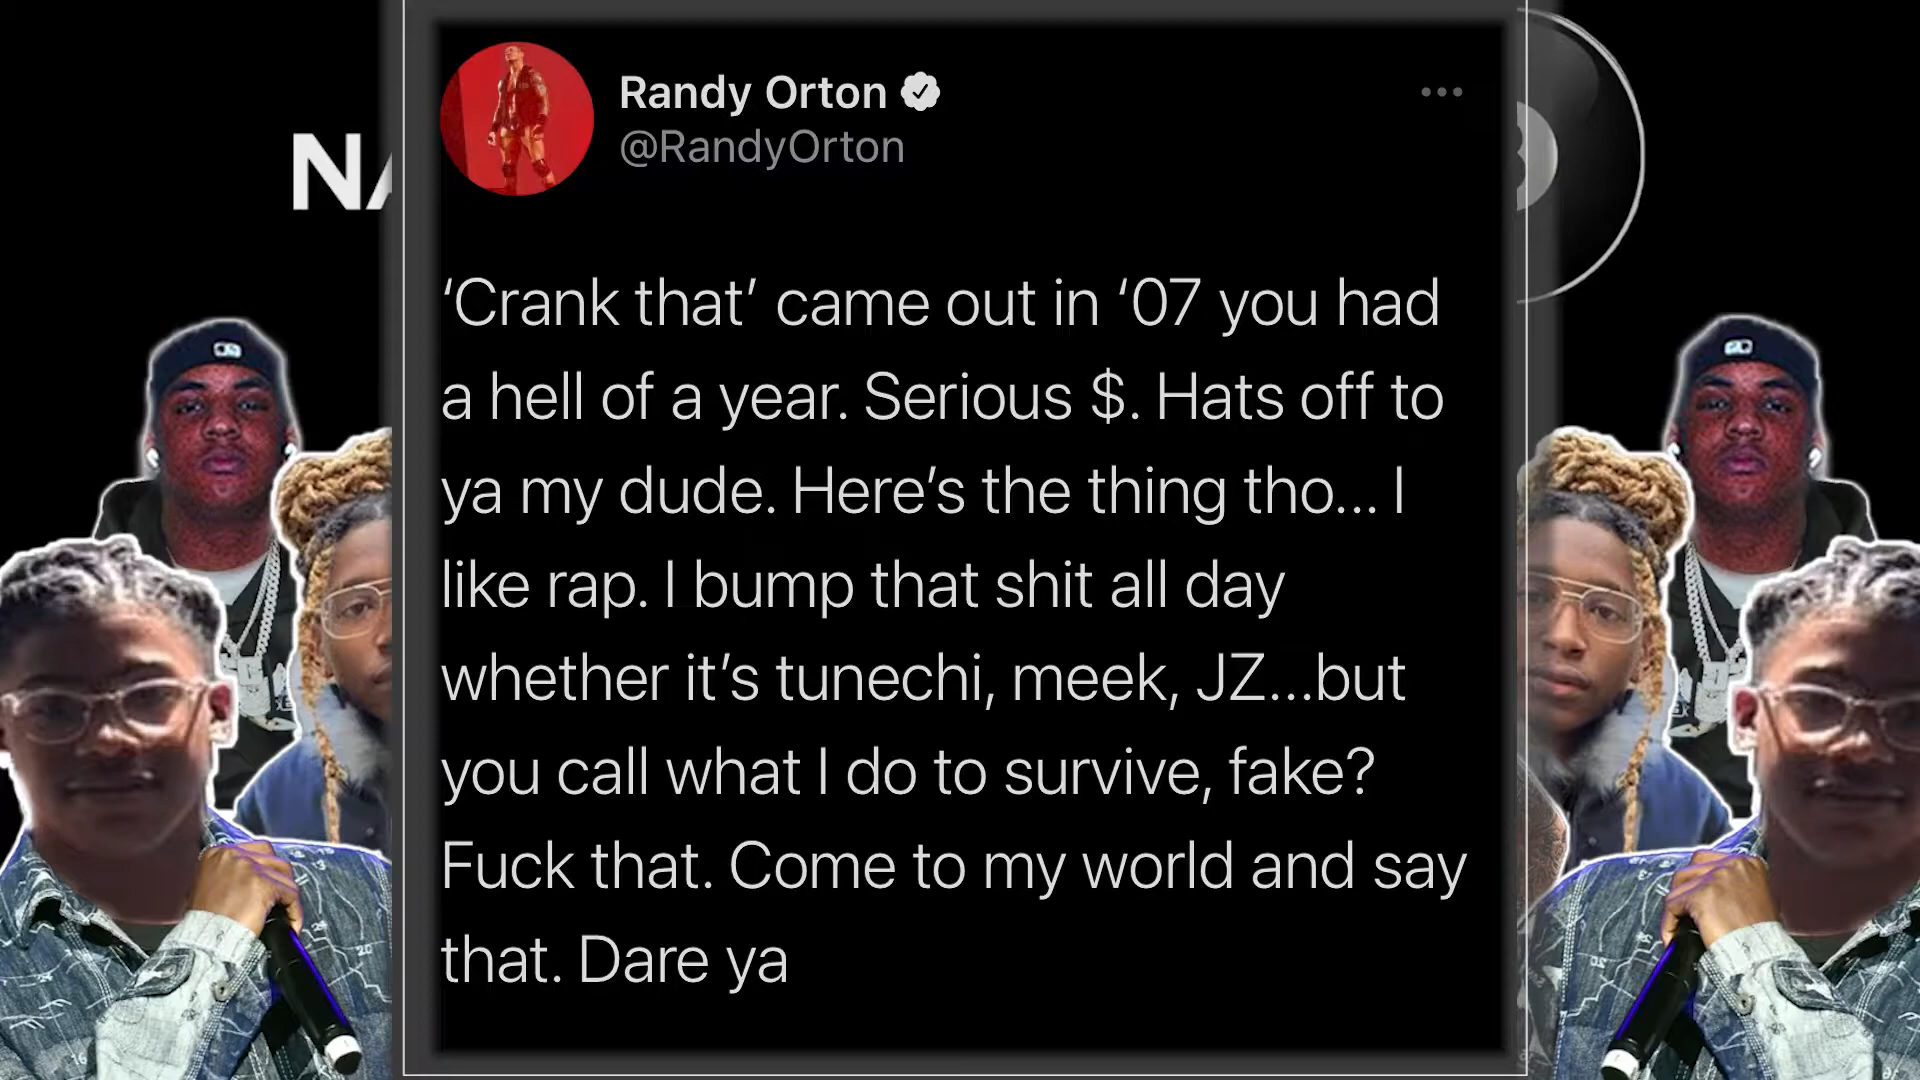 Randy Orton
@RandyOrton
NA
‘Crank that’ came out in ‘07 you had
a hell of a year. Serious $. Hats off to
ya my dude. Here’s the thing tho... I
like rap. I bump that shit all day
whether it’s tunechi, meek, JZ...but
you call what I do to survive, fake?
Fuck that. Come to my world and say
that. Dare ya